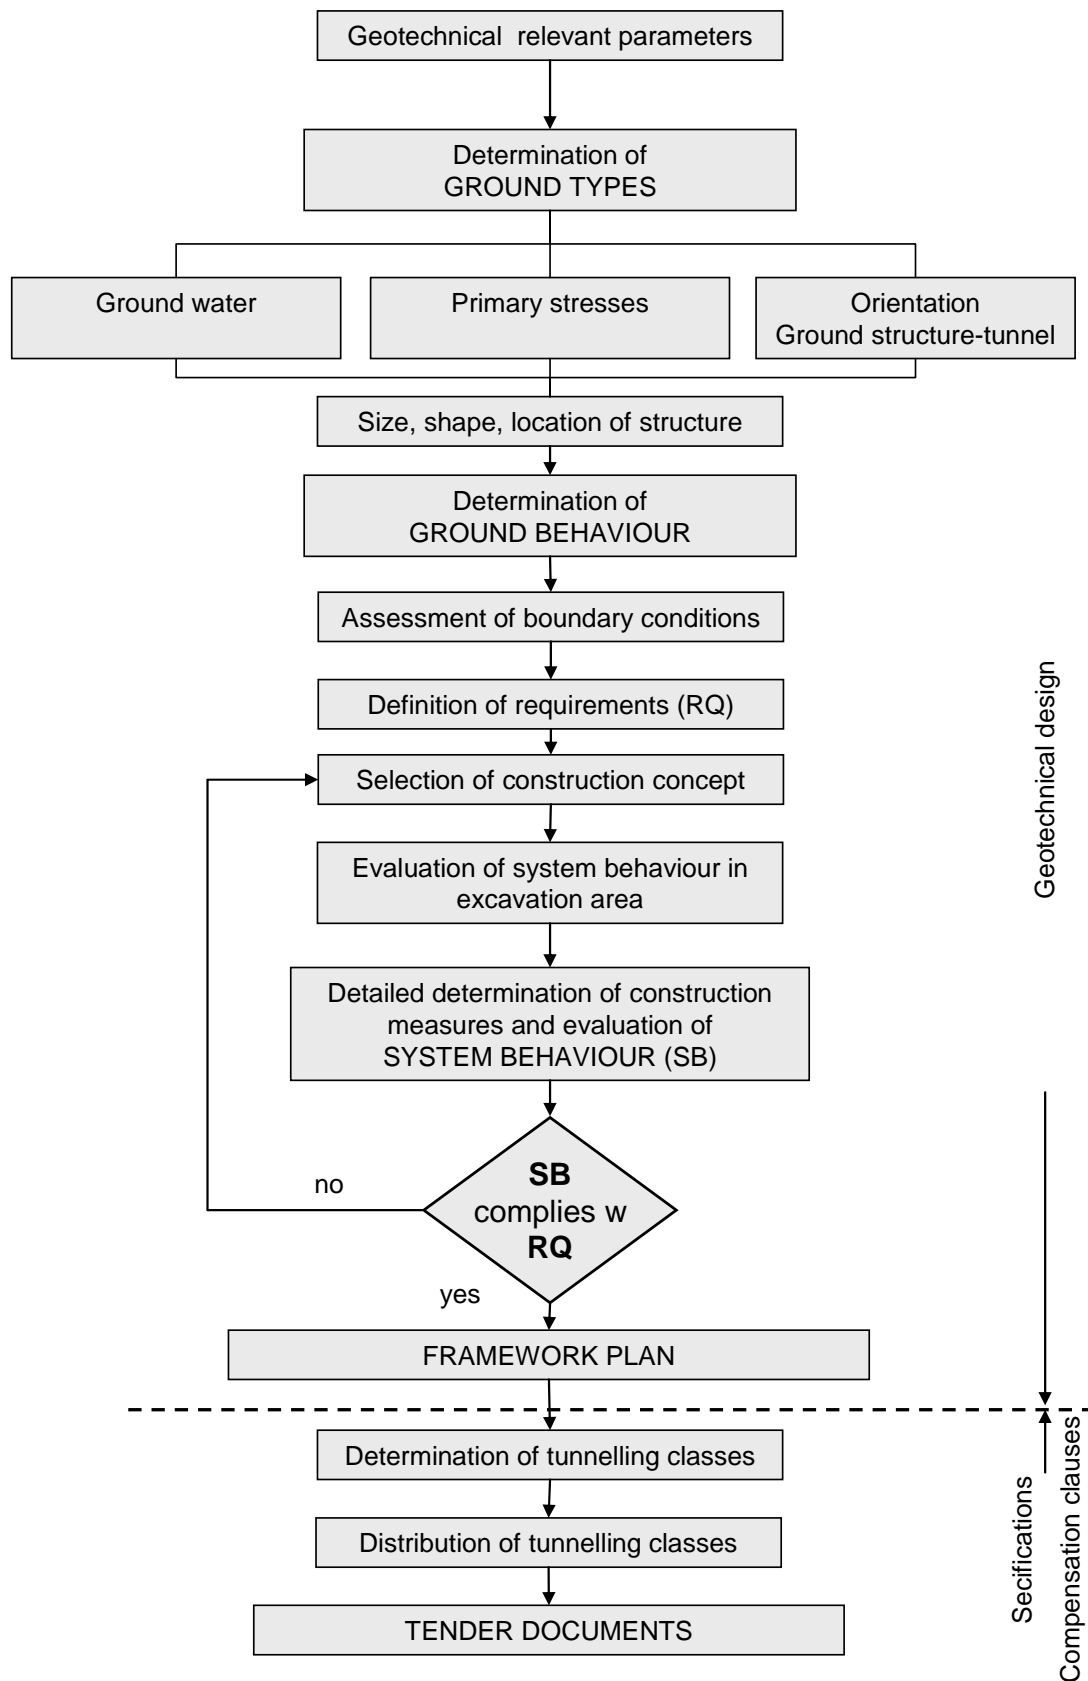 Geotechnical relevant parameters
Determination of
GROUND TYPES
Ground water
Primary stresses
Orientation
Ground structure-tunnel
Size, shape, location of structure
Determination of
GROUND BEHAVIOUR
Assessment of boundary conditions
Definition of requirements (RQ)
Selection of construction concept
Evaluation of system behaviour in
excavation area
Detailed determination of construction
measures and evaluation of
SYSTEM BEHAVIOUR (SB)
SB
complies w
RQ
no
yes
FRAMEWORK PLAN
Determination of tunnelling classes
Distribution of tunnelling classes
TENDER DOCUMENTS
Geotechnical design
Secifications
Compensation clauses